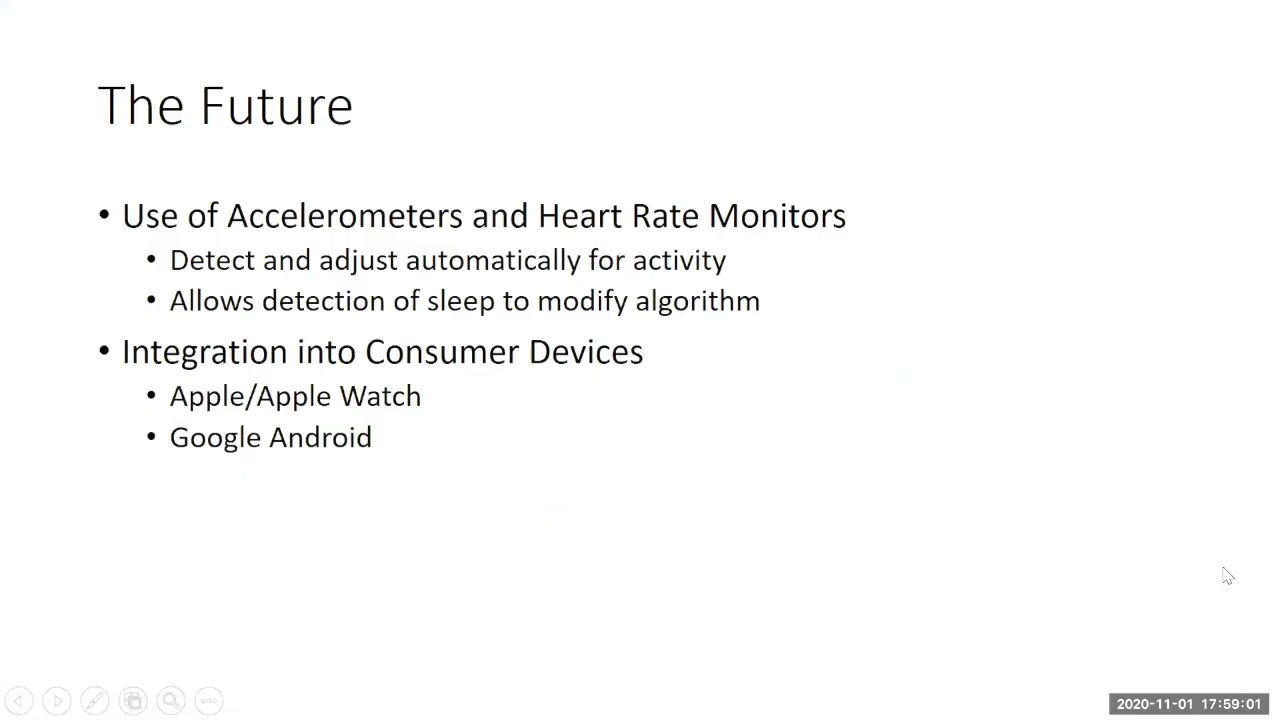 The Future
• Use of Accelerometers and Heart Rate Monitors
• Detect and adjust automatically for activity
• Allows detection of sleep to modify algorithm
• Integration into Consumer Devices
• Apple/Apple Watch
• Google Android
2020-11-01 17:59:01